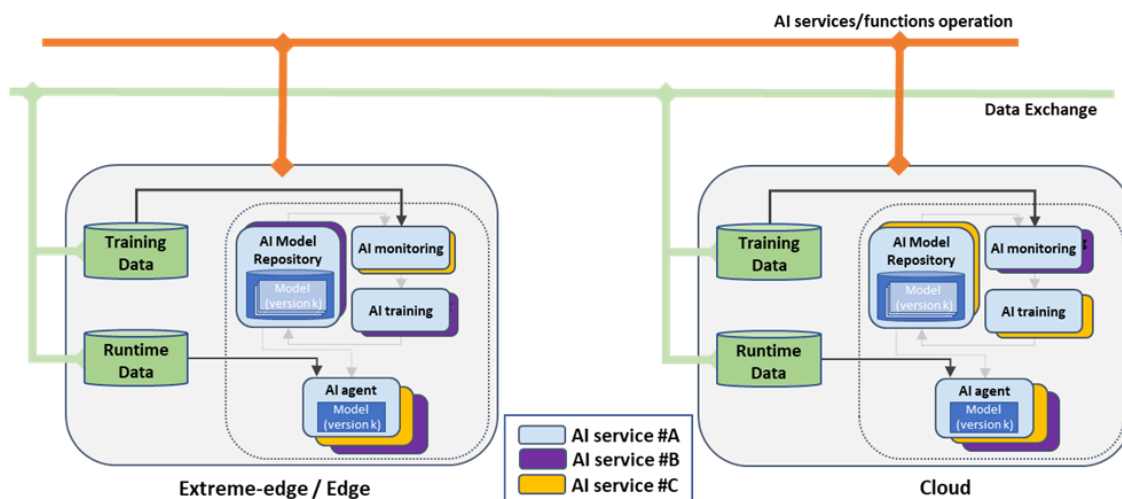 AI services/functions operation
Data Exchange
Training
Data
AI Model
Repository
Model
(version k)
AI monitoring
AI training
Runtime
Data
AI agent
Model
(version k)
Extreme-edge / Edge
Training
Data
AI Model
Repository
Model
(version k)
AI monitoring
AI training
Runtime
Data
AI agent
Model
(version k)
Cloud
AI service #A
AI service #B
AI service #C